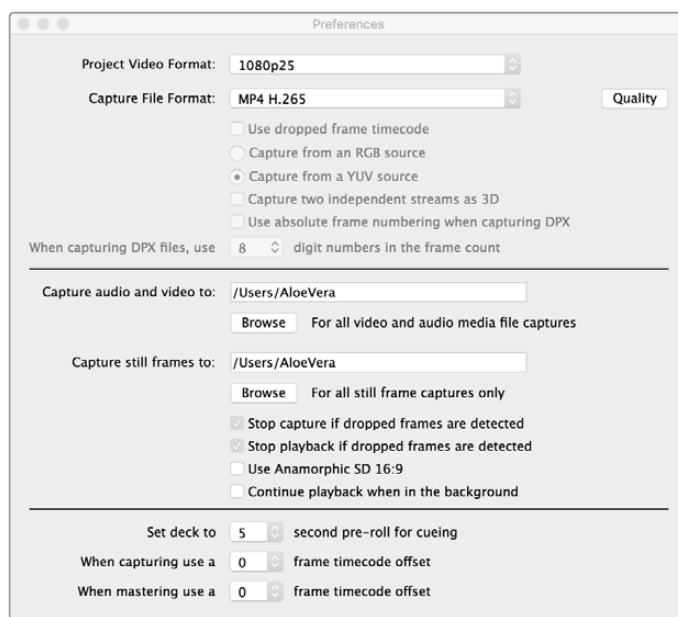 Preferences
Project Video Format: 1080p25
Capture File Format: MP4 H.265 Quality
Use dropped frame timecode
Capture from an RGB source
Capture from a YUV source
Capture two independent streams as 3D
Use absolute frame numbering when capturing DPX
When capturing DPX files, use 8 digit numbers in the frame count
Capture audio and video to: /Users/AloeVera
Browse For all video and audio media file captures
Capture still frames to: /Users/AloeVera
Browse For all still frame captures only
Stop capture if dropped frames are detected
Stop playback if dropped frames are detected
Use Anamorphic SD 16:9
Continue playback when in the background
Set deck to 5 second pre-roll for cueing
When capturing use a 0 frame timecode offset
When mastering use a 0 frame timecode offset